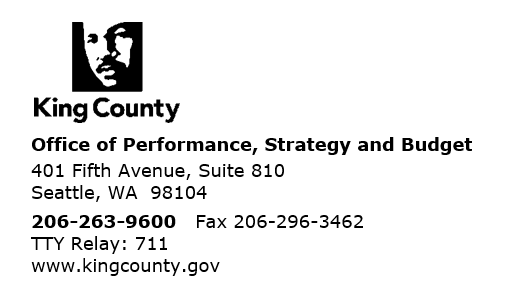 King County
Office of Performance, Strategy and Budget
401 Fifth Avenue, Suite 810
Seattle, WA  98104
206-263-9600   Fax 206-296-3462
TTY Relay: 711
www.kingcounty.gov